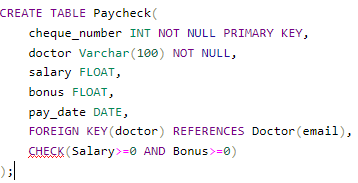 CREATE TABLE Paycheck(
cheque_number INT NOT NULL PRIMARY KEY,
doctor Varchar(100) NOT NULL,
salary FLOAT,
bonus FLOAT,
pay_date DATE,
FOREIGN KEY(doctor) REFERENCES Doctor(email),
CHECK(Salary>=0 AND Bonus>=0)
);